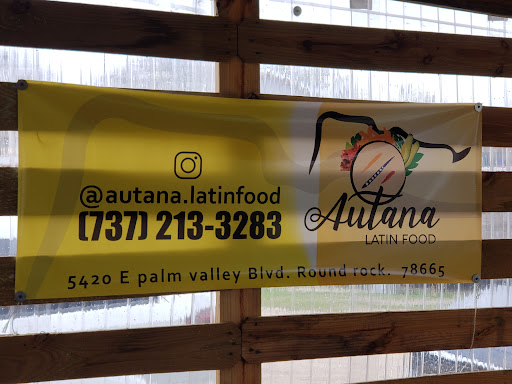 @autana.latinfood
(737) 213-3283
Autana
LATIN FOOD
5420 E palm valley Blvd. Round rock. 78665